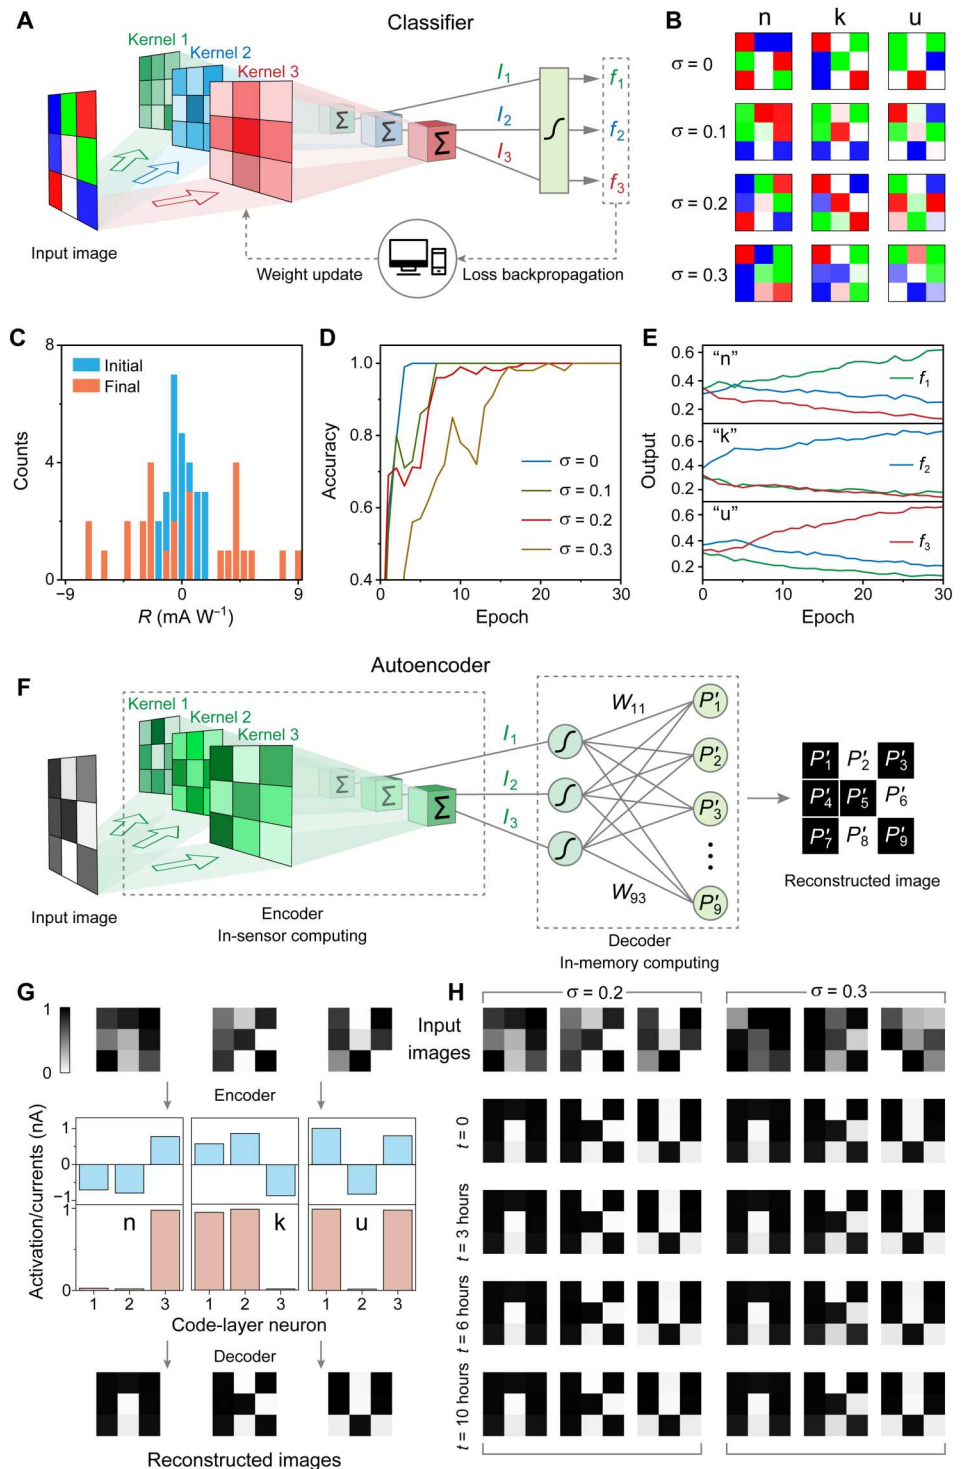 A
Classifier
Kernel 1
Kernel 2
Kernel 3
Σ
Σ
Σ
I1
I2
I3
f1
f2
f3
Input image
Weight update
Loss backpropagation
B
n k u
σ = 0
σ = 0.1
σ = 0.2
σ = 0.3
C
Counts
8
4
0
Initial
Final
−9 0 9
R (mA W−1)
D
Accuracy
1.0
0.8
0.6
0.4
σ = 0
σ = 0.1
σ = 0.2
σ = 0.3
0 10 20 30
Epoch
E
Output
0.6
0.4
0.2
“n”
f1
0.6
0.4
0.2
“k”
f2
0.6
0.4
0.2
“u”
f3
0 10 20 30
Epoch
F
Autoencoder
Kernel 1
Kernel 2
Kernel 3
Σ
Σ
Σ
I1
I2
I3
W11
W93
P′1
P′2
P′3
P′9
P′1 P′2 P′3
P′4 P′5 P′6
P′7 P′8 P′9
Reconstructed image
Input image
Encoder
In-sensor computing
Decoder
In-memory computing
G
1
0
Encoder
Activation/currents (nA)
1
0
−1
1
0
n k u
1 2 3 1 2 3 1 2 3
Code-layer neuron
Decoder
Reconstructed images
H
σ = 0.2
σ = 0.3
Input
images
t = 0
t = 3 hours
t = 6 hours
t = 10 hours